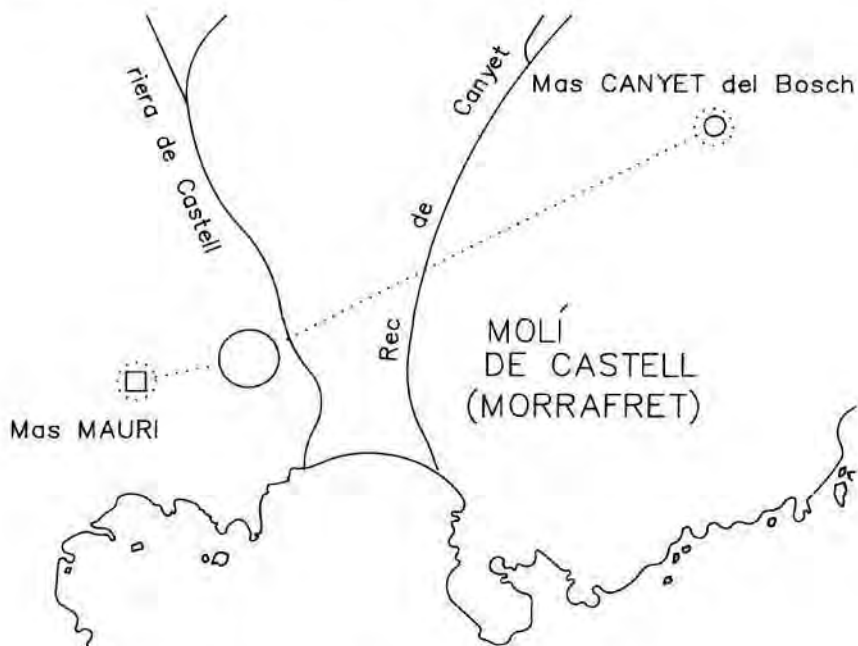 riera de Castell
Rec de Canyet
Mas CANYET del Bosch
MOLÍ
DE CASTELL
(MORRAFRET)
Mas MAURI